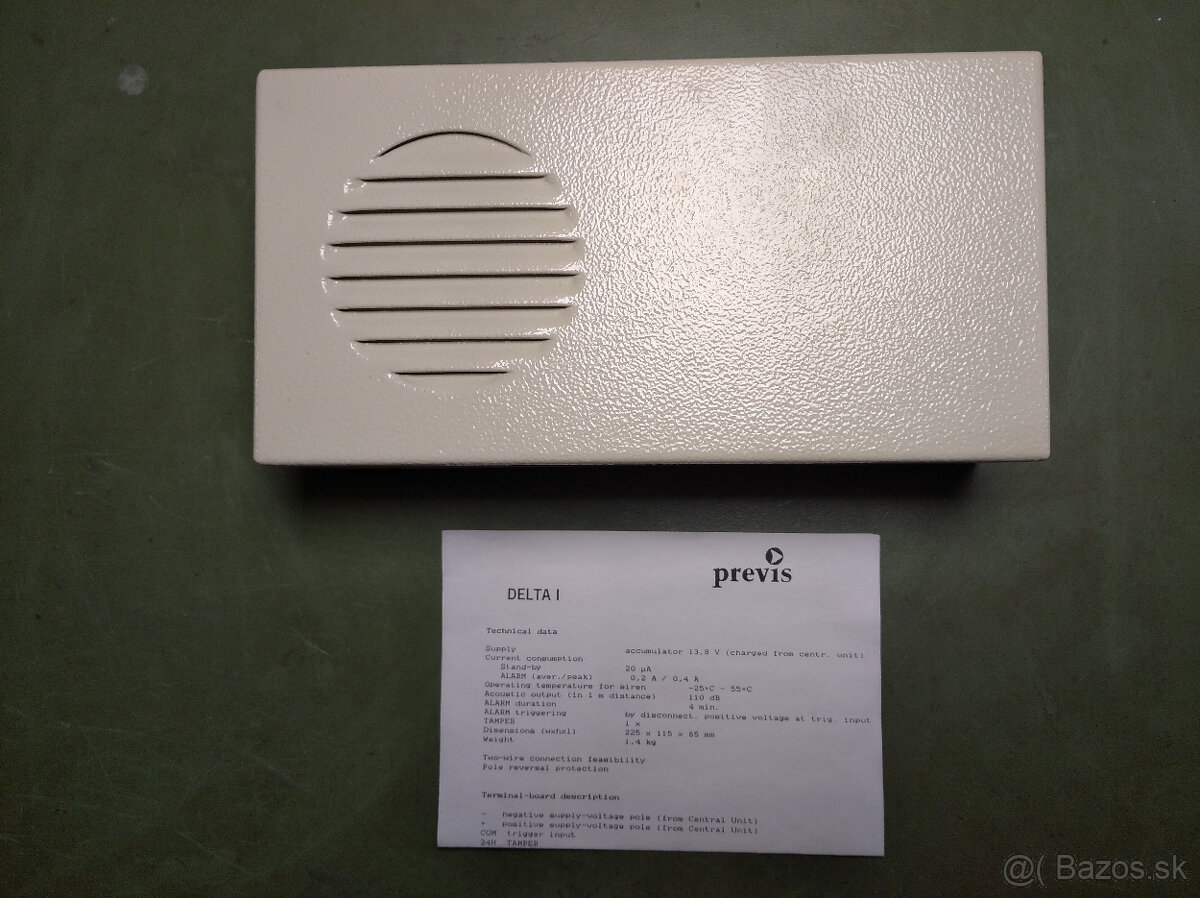 previs
DELTA I
Technical data
Supply accumulator 13,8 V (charged from centr. unit)
Current consumption
Stand-by 20 µA
ALARM (aver./peak) 0,2 A / 0,4 A
Operating temperature for siren -25°C - 55°C
Acoustic output (in 1 m distance) 110 dB
ALARM duration 4 min.
ALARM triggering by disconnect. positive voltage at trig. input
TAMPER 1 x
Dimensions (wxhxl) 225 x 115 x 65 mm
Weight 1.4 kg
Two-wire connection feasibility
Pole reversal protection
Terminal-board description
- negative supply-voltage pole (from Central Unit)
+ positive supply-voltage pole (from Central Unit)
COM trigger input
24H TAMPER
@( Bazos.sk